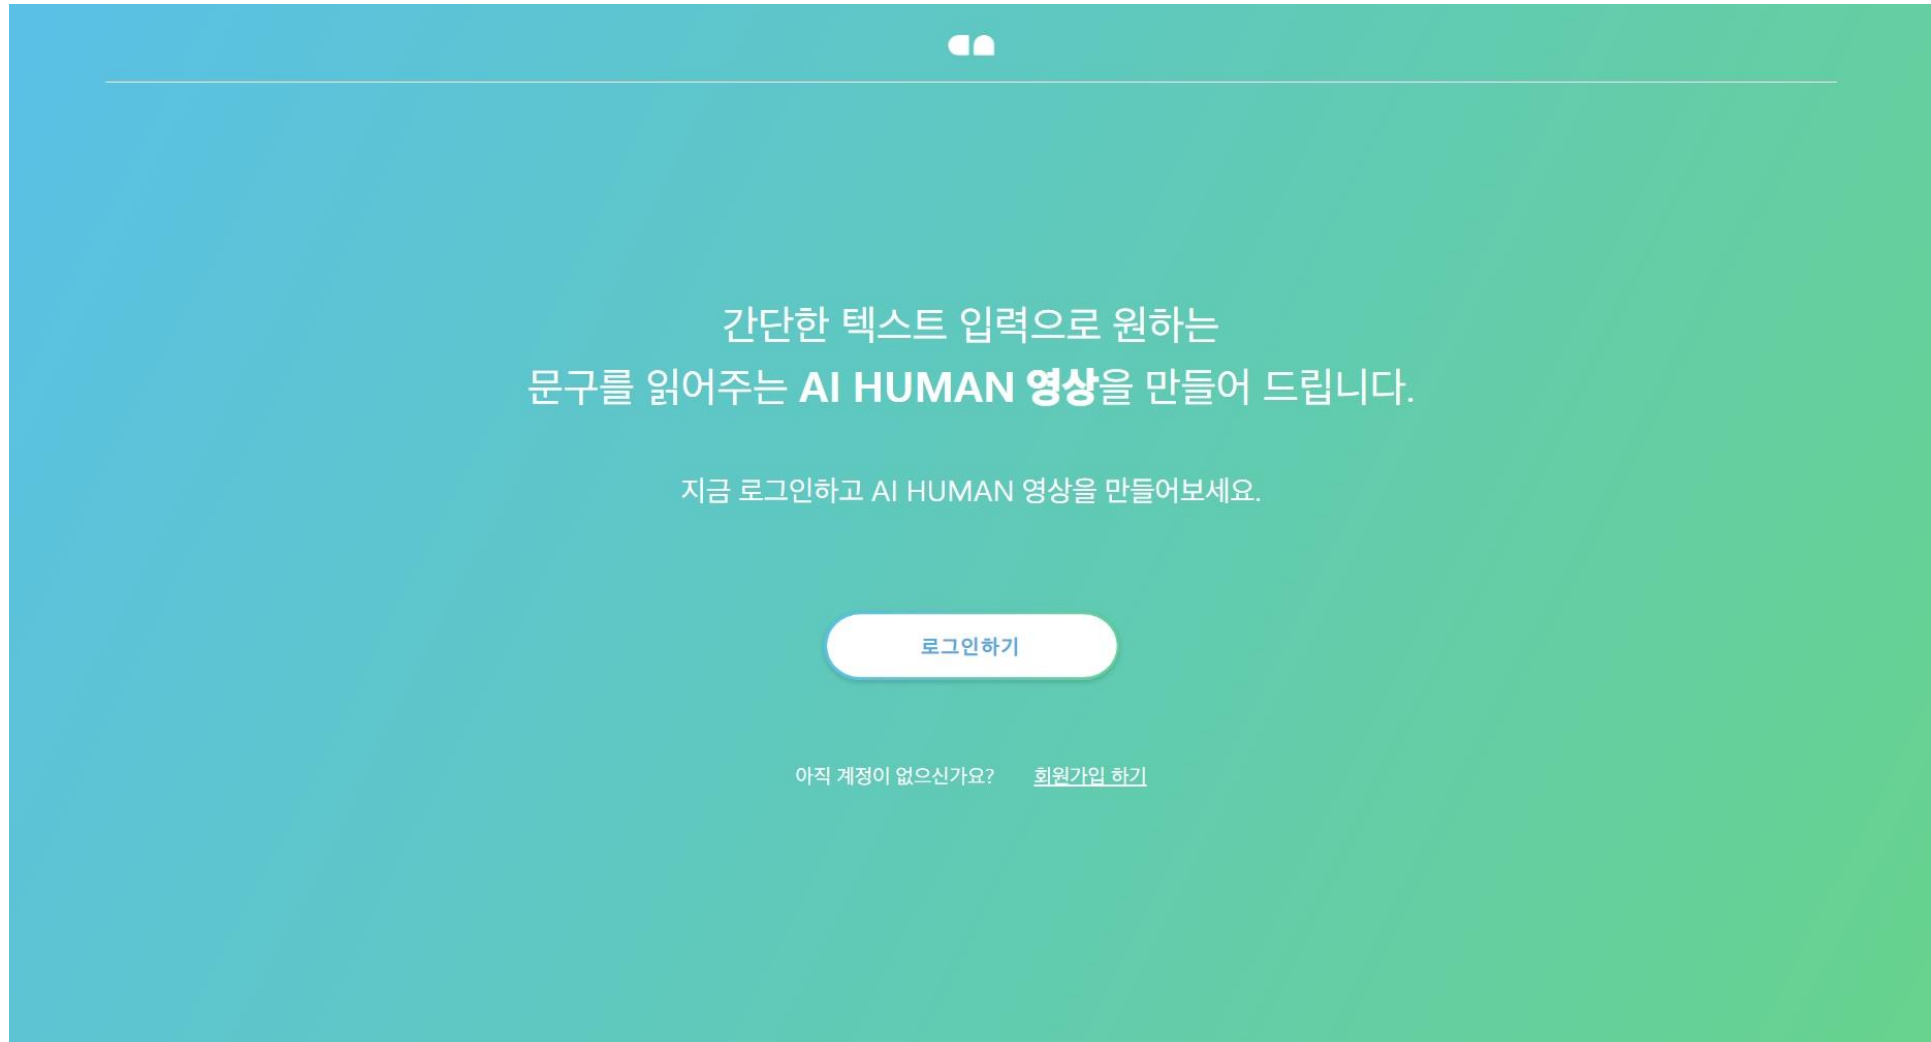 간단한 텍스트 입력으로 원하는
문구를 읽어주는 AI HUMAN 영상을 만들어 드립니다.
지금 로그인하고 AI HUMAN 영상을 만들어보세요.
로그인하기
아직 계정이 없으신가요? 회원가입 하기